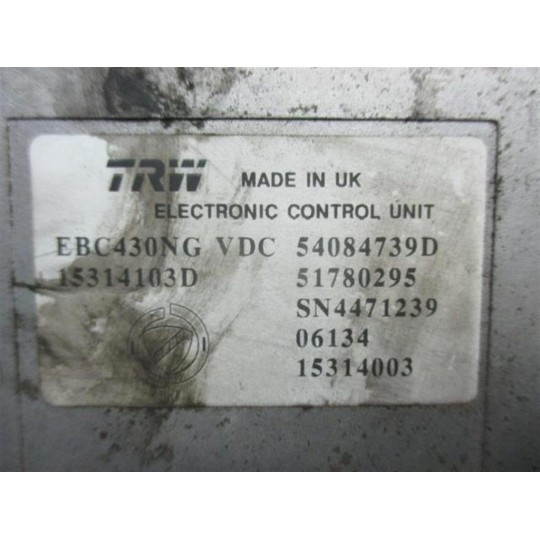 TRW MADE IN UK
ELECTRONIC CONTROL UNIT
EBC430NG VDC 54084739D
15314103D 51780295
SN4471239
06134
15314003